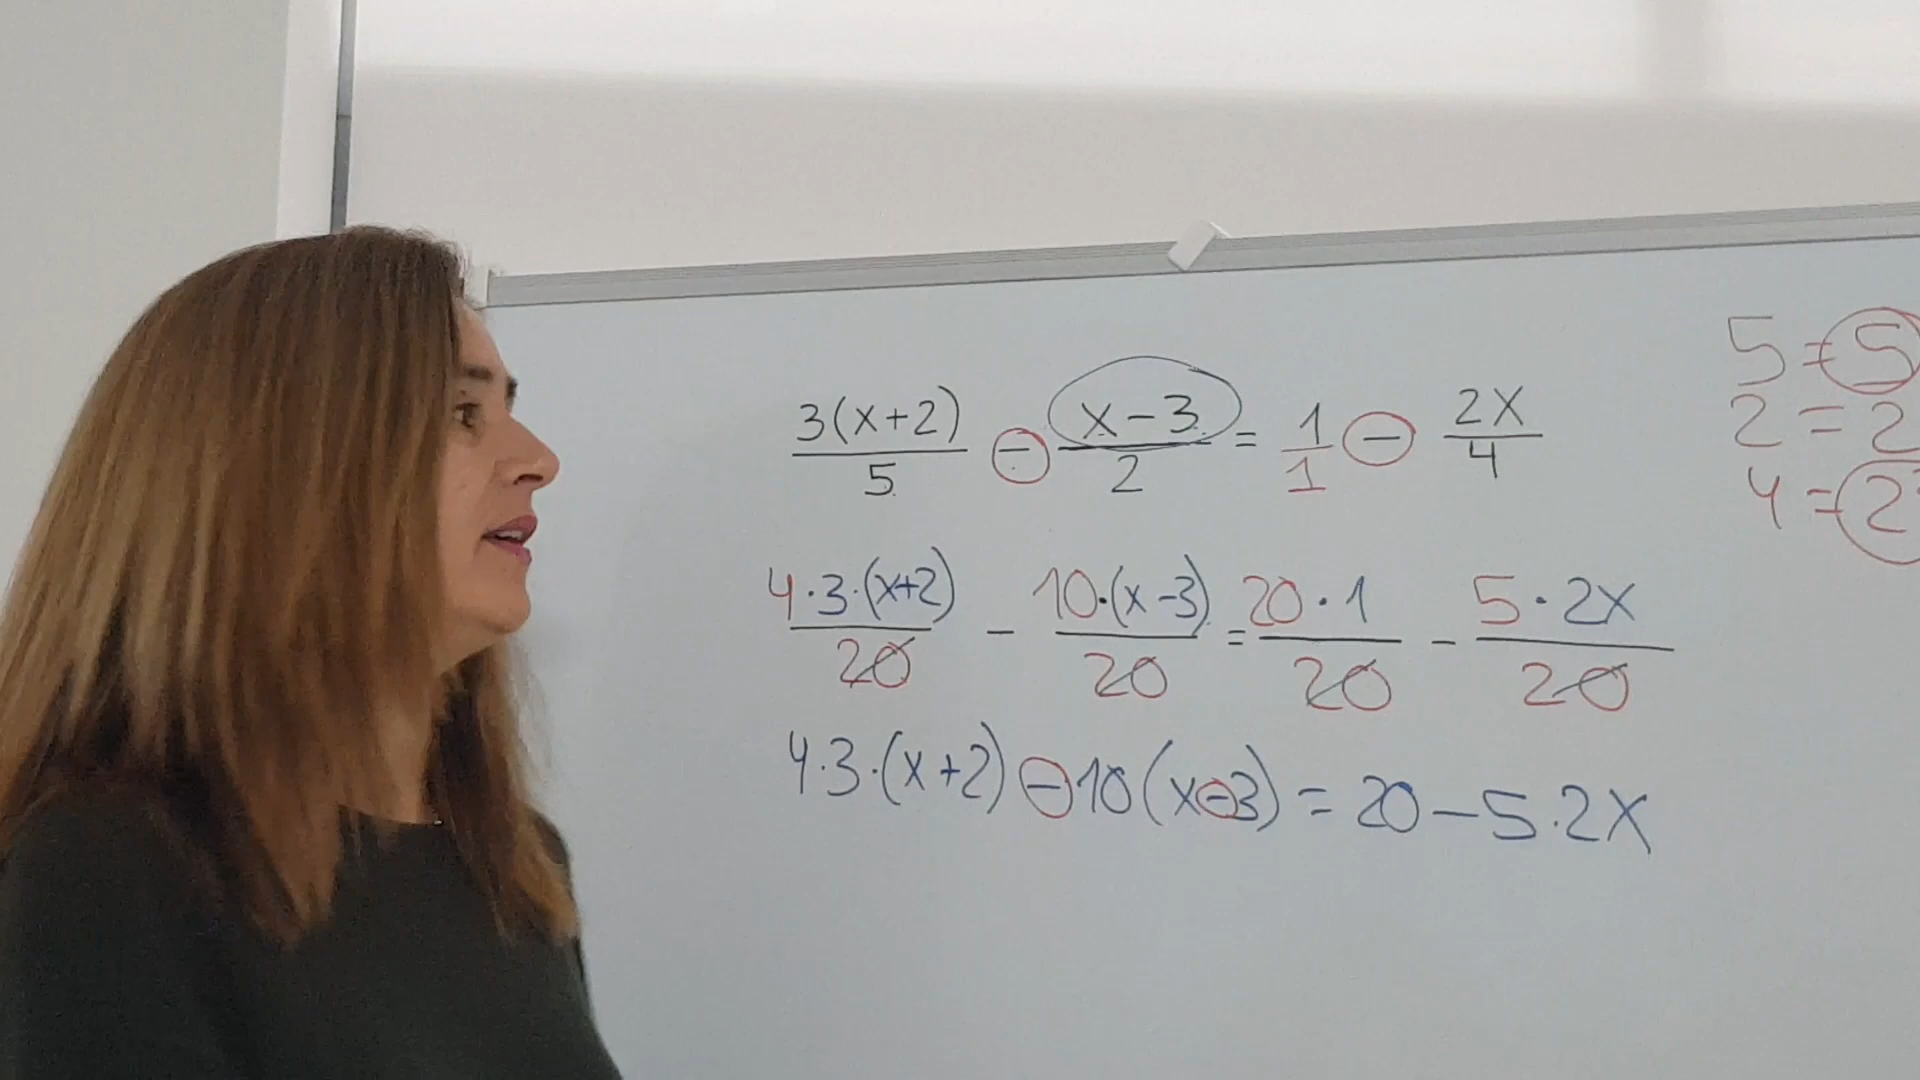 3(x+2)/5 - x-3/2 = 1/1 - 2x/4
4·3·(x+2)/20 - 10·(x-3)/20 = 20·1/20 - 5·2x/20
4·3·(x+2)-10(x-3) = 20-5·2x
5=5
2=2
4=2